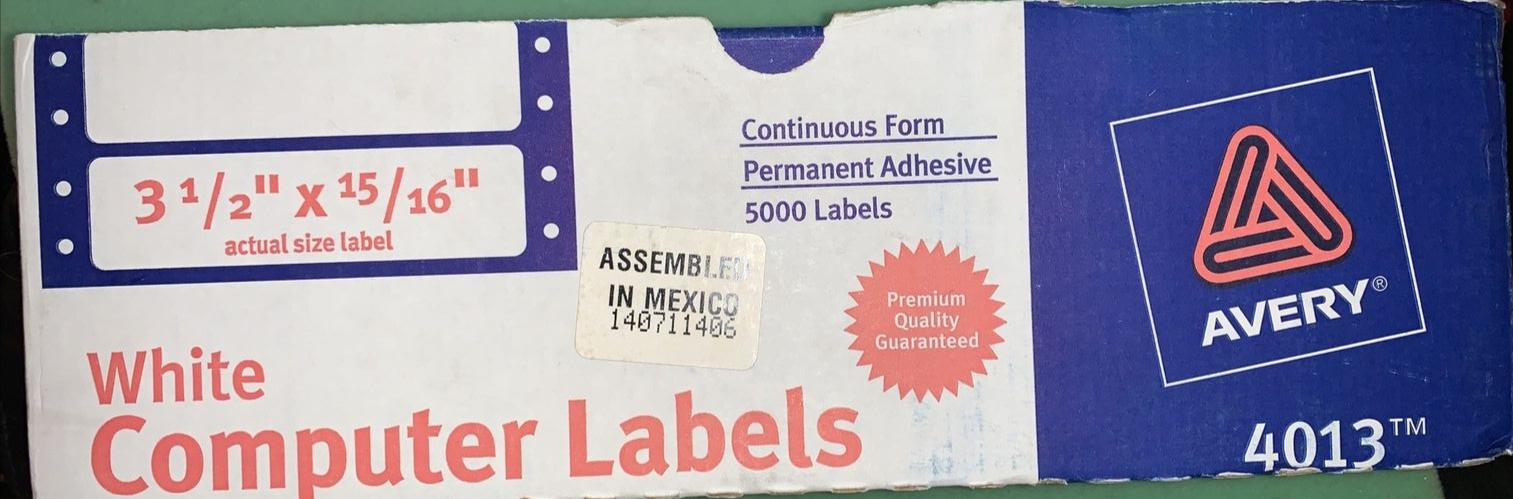 3 1/2" x 15/16"
actual size label
Continuous Form
Permanent Adhesive
5000 Labels
ASSEMBLED
IN MEXICO
140711406
Premium
Quality
Guaranteed
White
Computer Labels
AVERY®
4013™